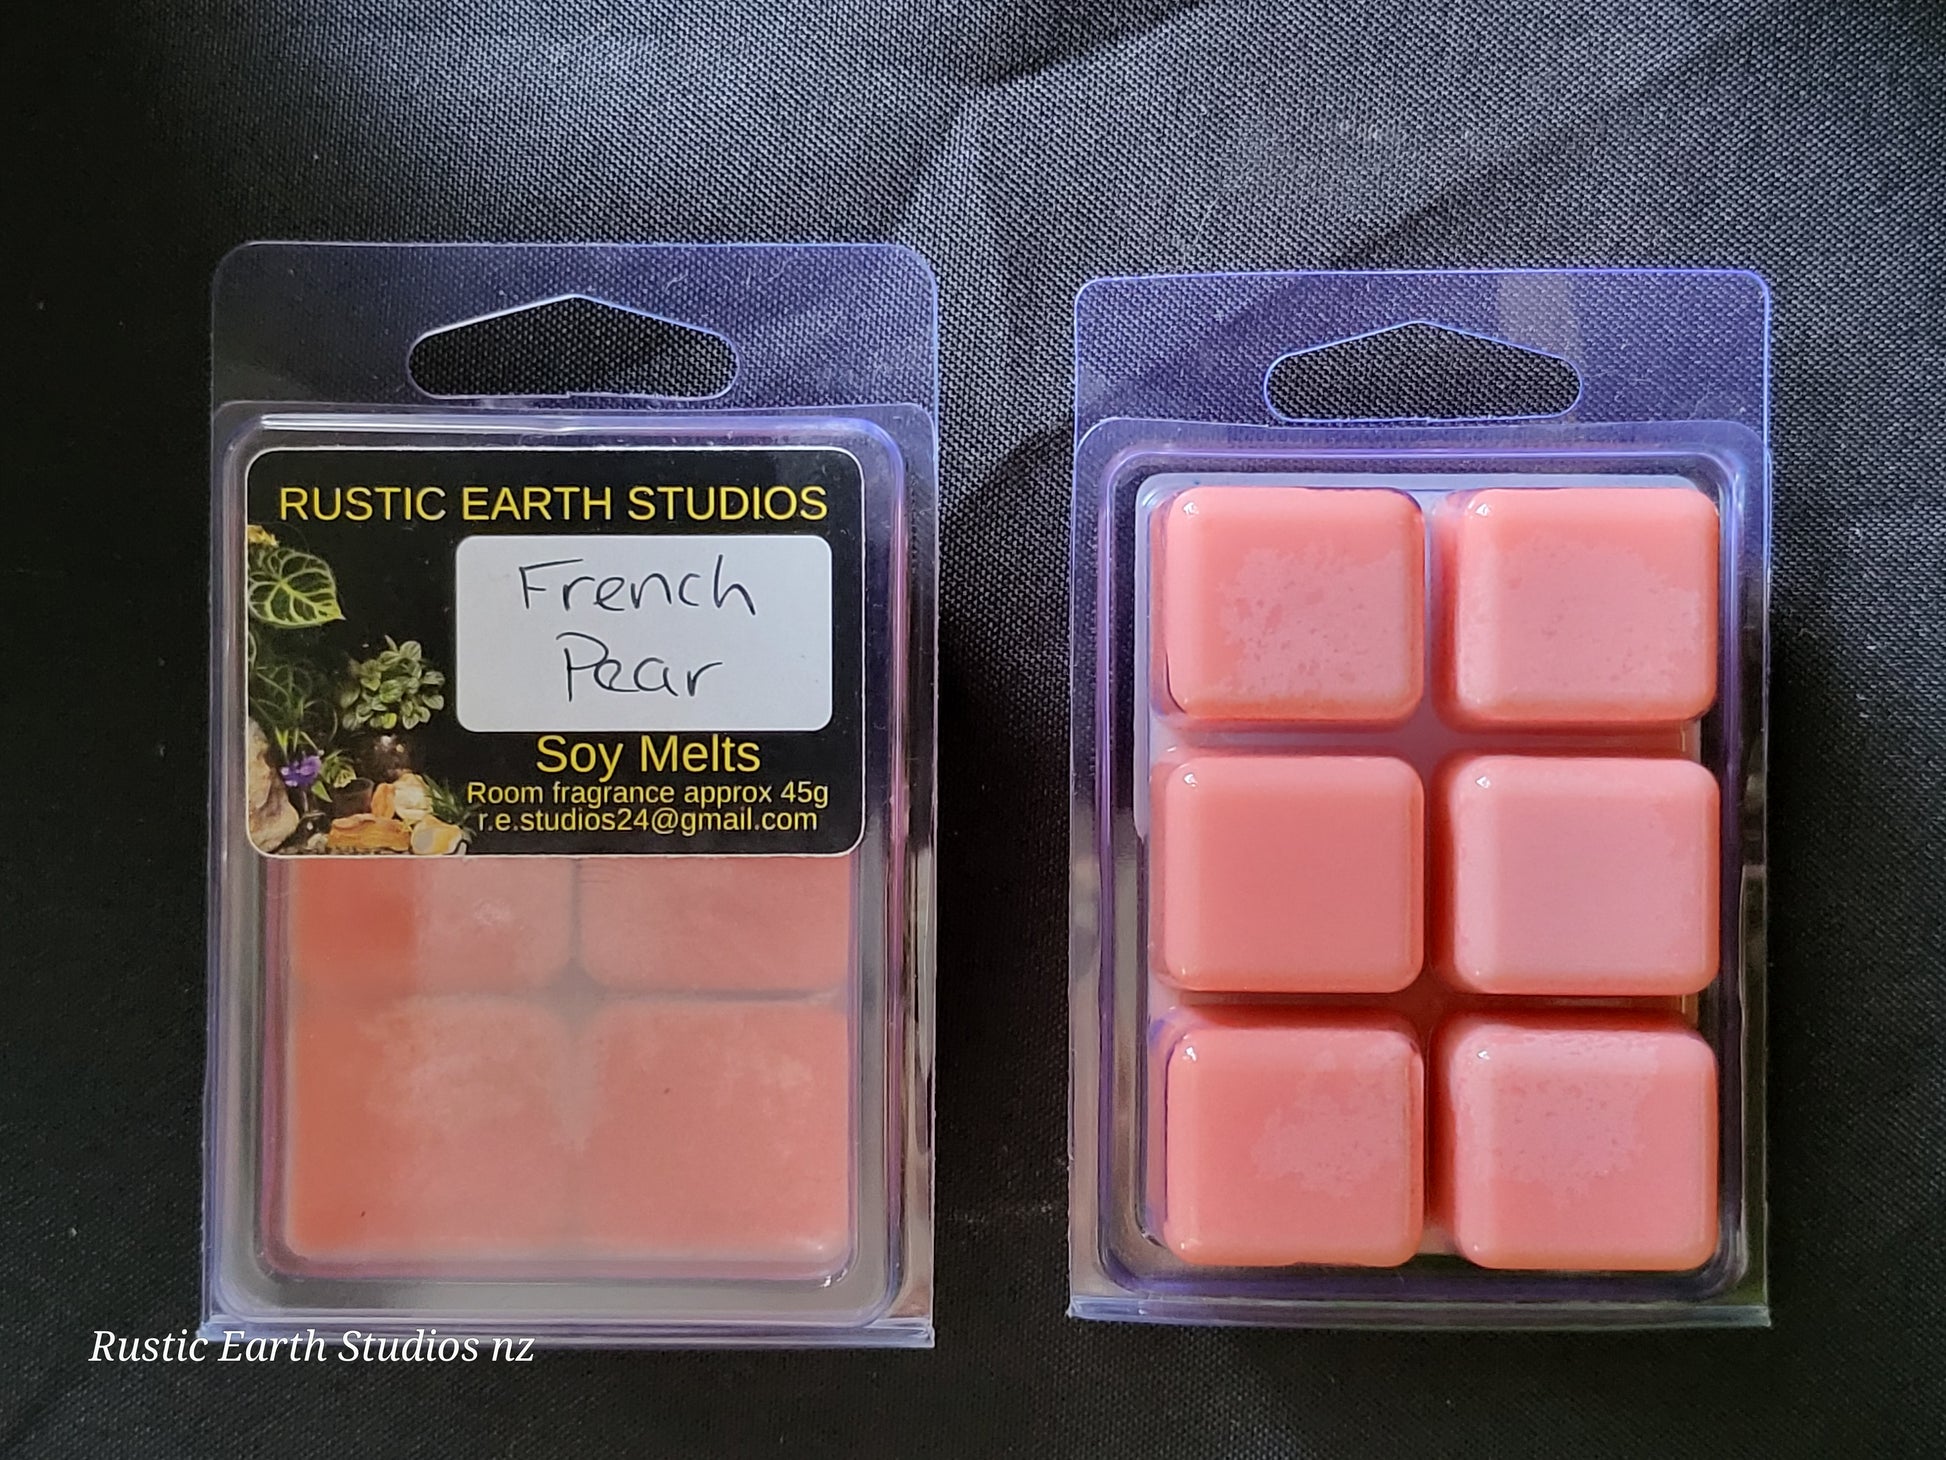 RUSTIC EARTH STUDIOS
French
Pear
Soy Melts
Room fragrance approx 45g
r.e.studios24@gmail.com
Rustic Earth Studios nz